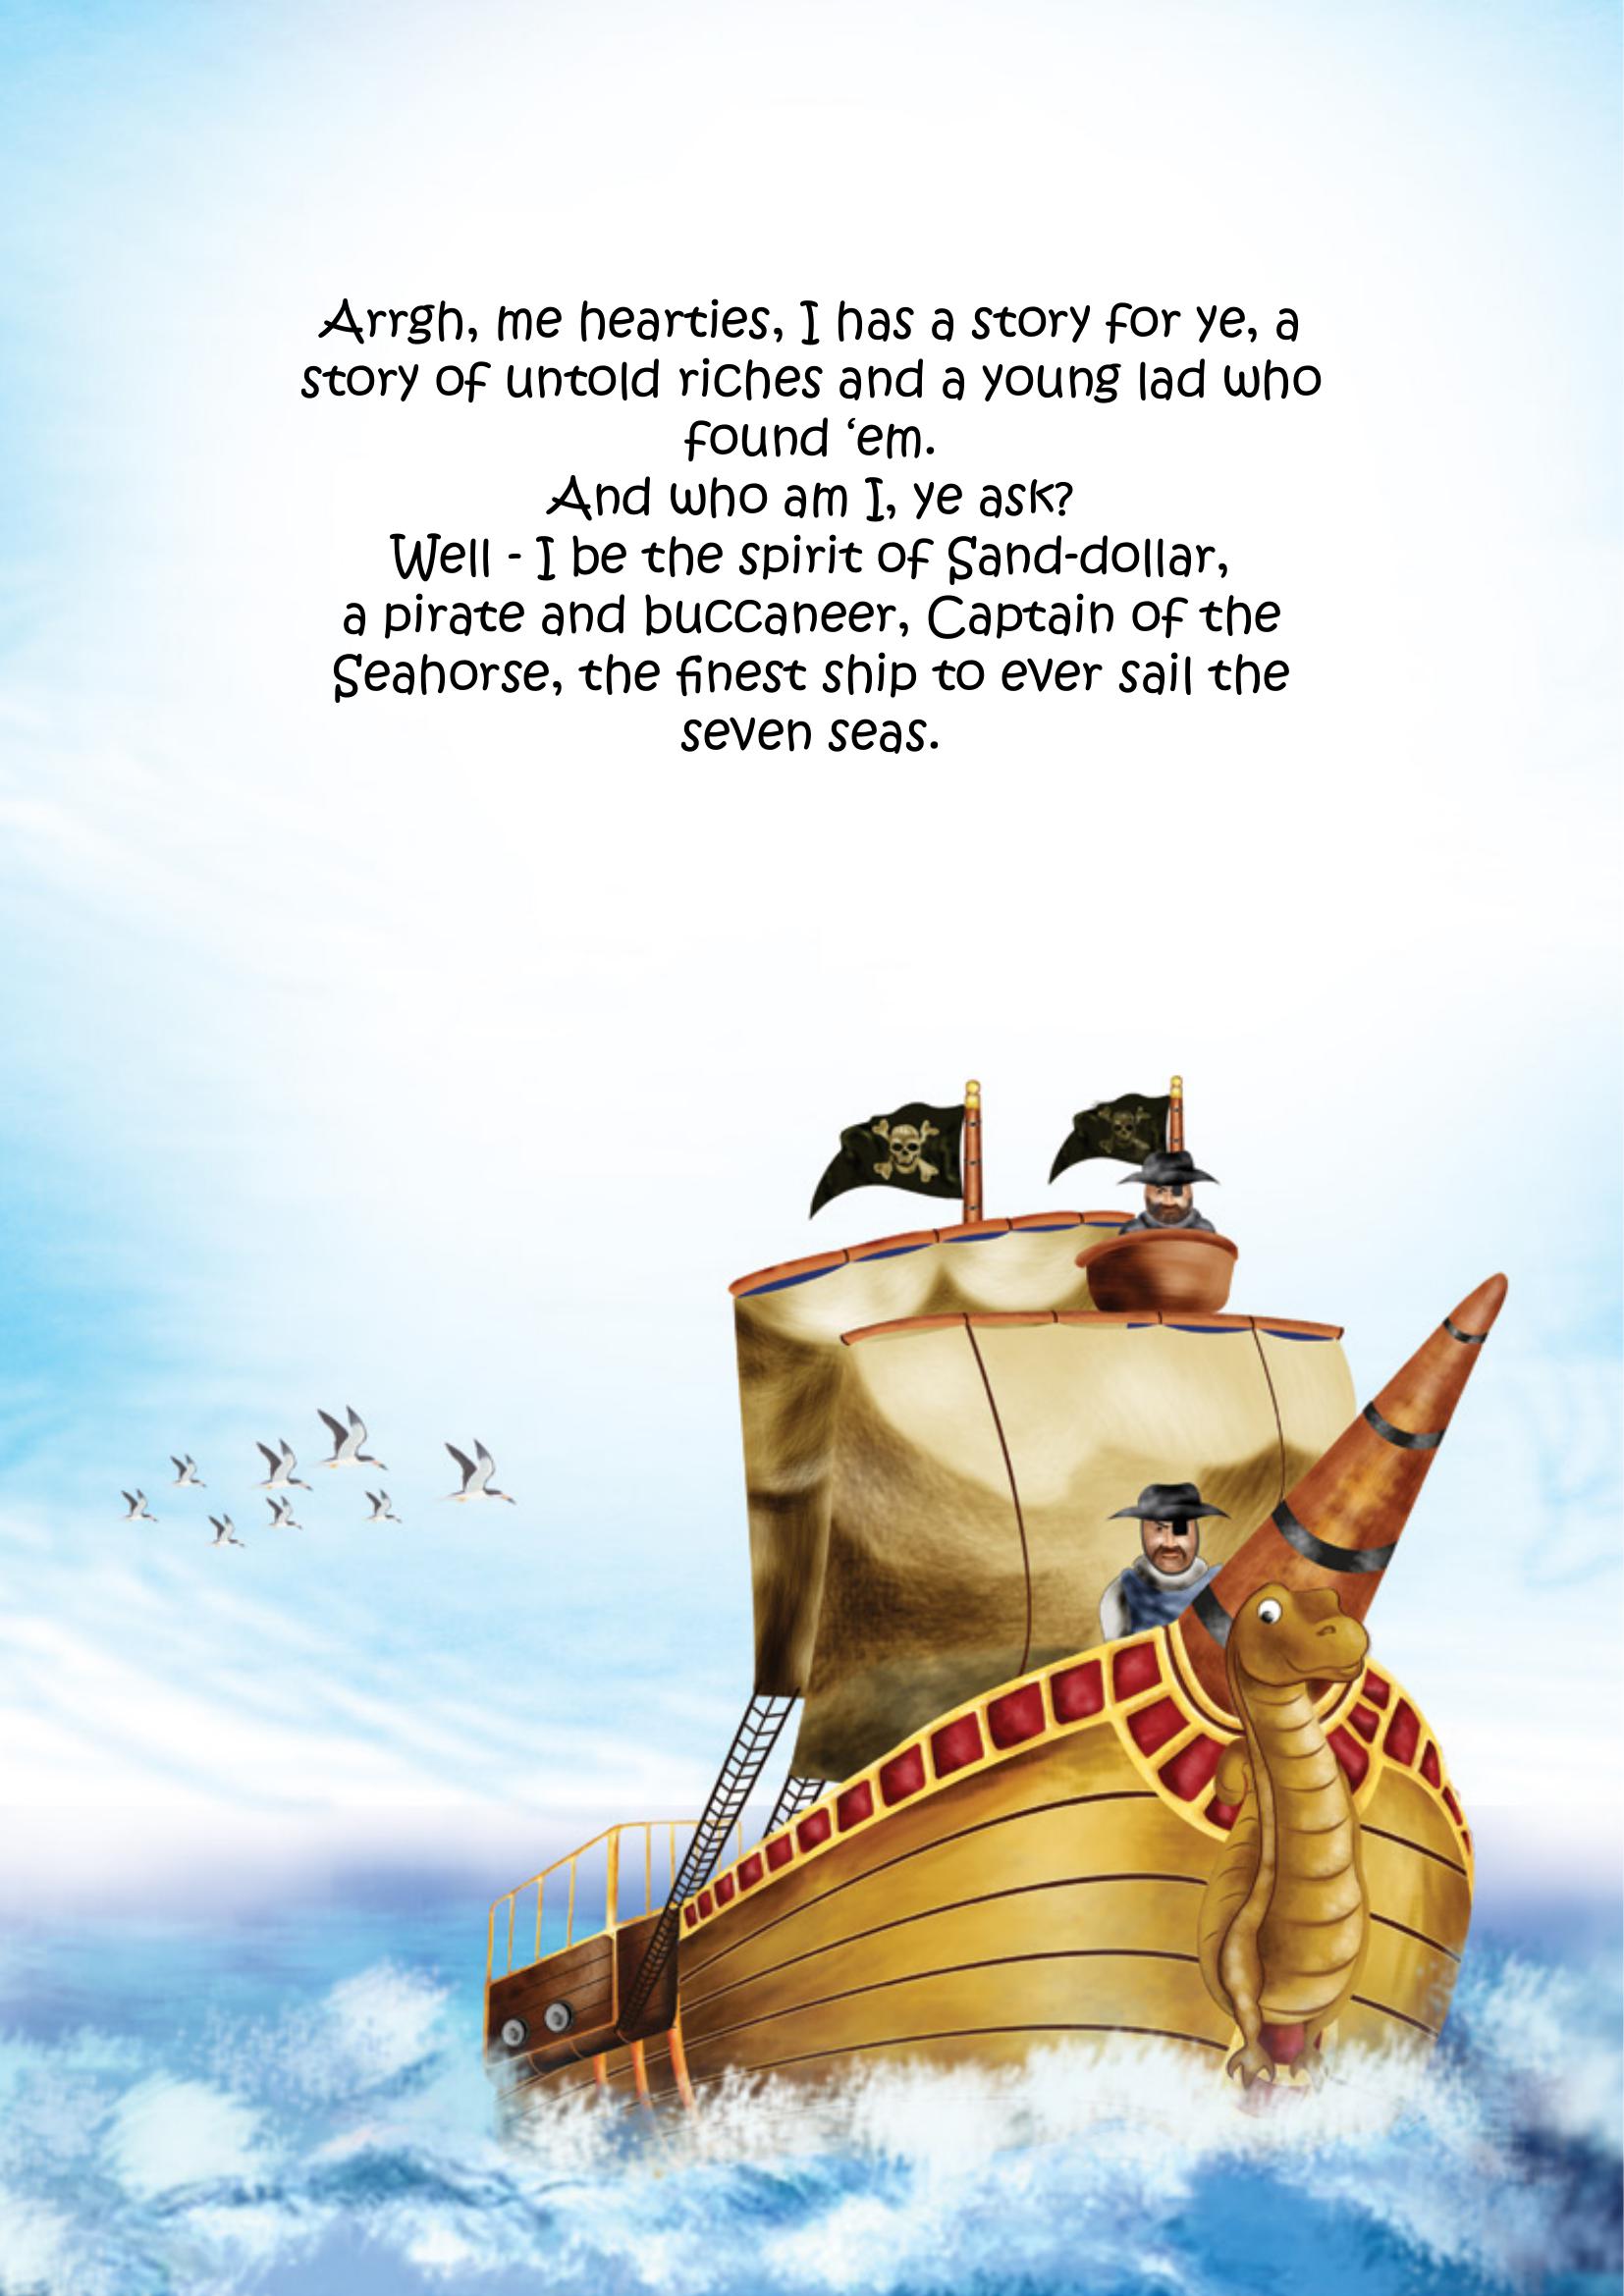 Arrgh, me hearties, I has a story for ye, a
story of untold riches and a young lad who
found ‘em.
And who am I, ye ask?
Well - I be the spirit of Sand-dollar,
a pirate and buccaneer, Captain of the
Seahorse, the finest ship to ever sail the
seven seas.